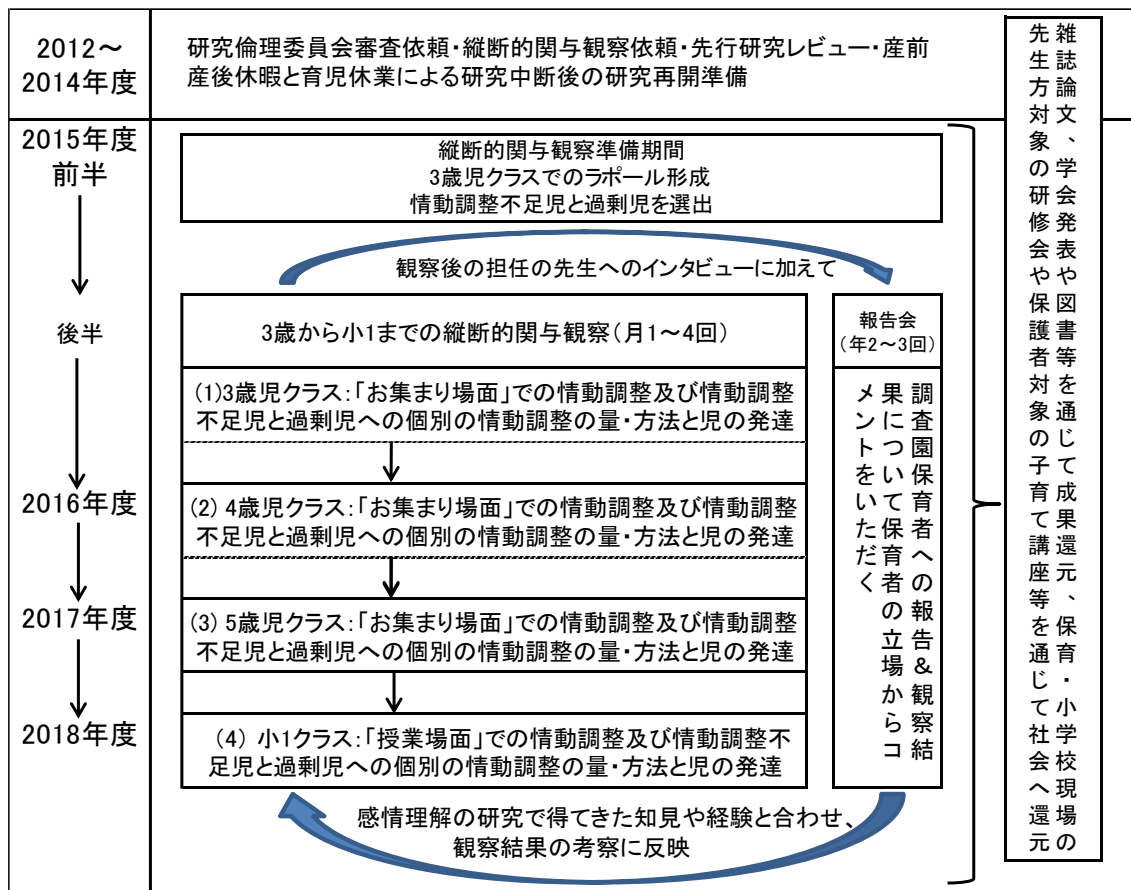 2012~
2014年度
研究倫理委員会審査依頼・縦断的関与観察依頼・先行研究レビュー・産前
産後休暇と育児休業による研究中断後の研究再開準備
2015年度
前半
縦断的関与観察準備期間
3歳児クラスでのラポール形成
情動調整不足児と過剰児を選出
観察後の担任の先生へのインタビューに加えて
後半
3歳から小1までの縦断的関与観察(月1~4回)
(1)3歳児クラス:「お集まり場面」での情動調整及び情動調整
不足児と過剰児への個別の情動調整の量・方法と児の発達
2016年度
(2) 4歳児クラス:「お集まり場面」での情動調整及び情動調整
不足児と過剰児への個別の情動調整の量・方法と児の発達
2017年度
(3) 5歳児クラス:「お集まり場面」での情動調整及び情動調整
不足児と過剰児への個別の情動調整の量・方法と児の発達
2018年度
(4) 小1クラス:「授業場面」での情動調整及び情動調整不
足児と過剰児への個別の情動調整の量・方法と児の発達
報告会
(年2~3回)
調査園保育者への報告&観察結
果について保育者の立場からコ
メントをいただく
感情理解の研究で得てきた知見や経験と合わせ、
観察結果の考察に反映
雑誌論文、学会発表や図書等を通じて成果還元、保育・小学校現場の
先生方対象の研修会や保護者対象の子育て講座等を通じて社会へ還元